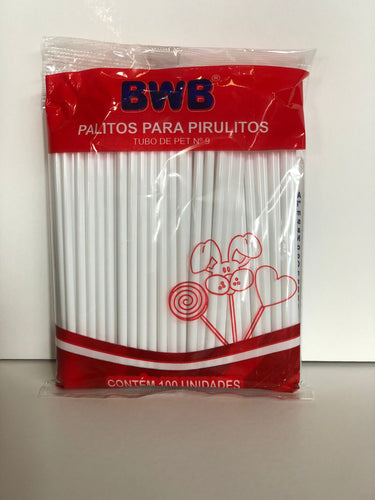 BWB®
PALITOS PARA PIRULITOS
TUBO DE PET Nº 9
CONTÉM 100 UNIDADES